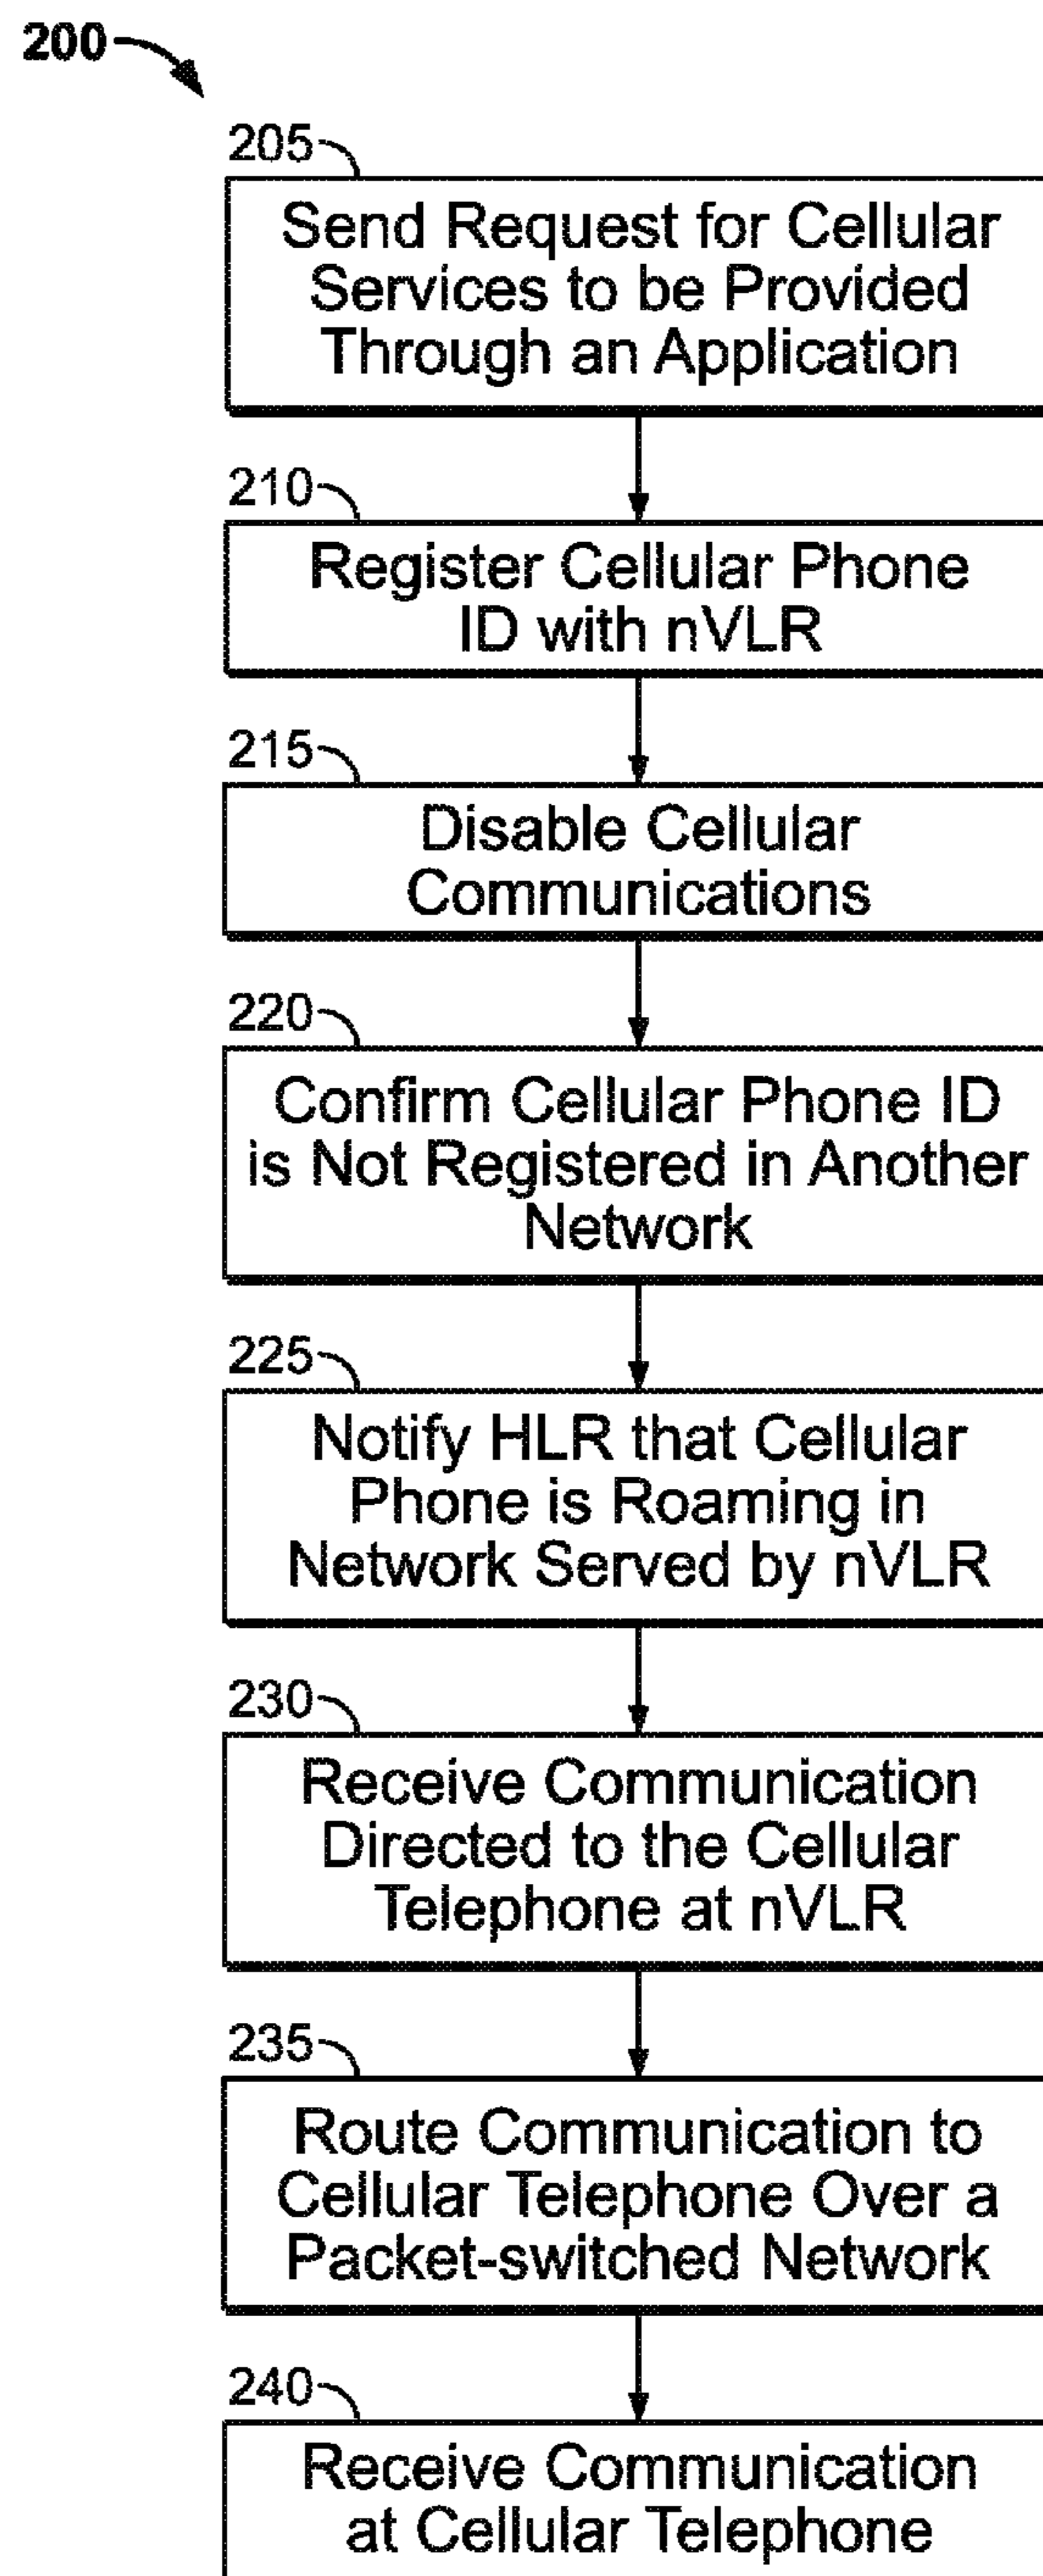 200
205
Send Request for Cellular
Services to be Provided
Through an Application
210
Register Cellular Phone
ID with nVLR
215
Disable Cellular
Communications
220
Confirm Cellular Phone ID
is Not Registered in Another
Network
225
Notify HLR that Cellular
Phone is Roaming in
Network Served by nVLR
230
Receive Communication
Directed to the Cellular
Telephone at nVLR
235
Route Communication to
Cellular Telephone Over a
Packet-switched Network
240
Receive Communication
at Cellular Telephone